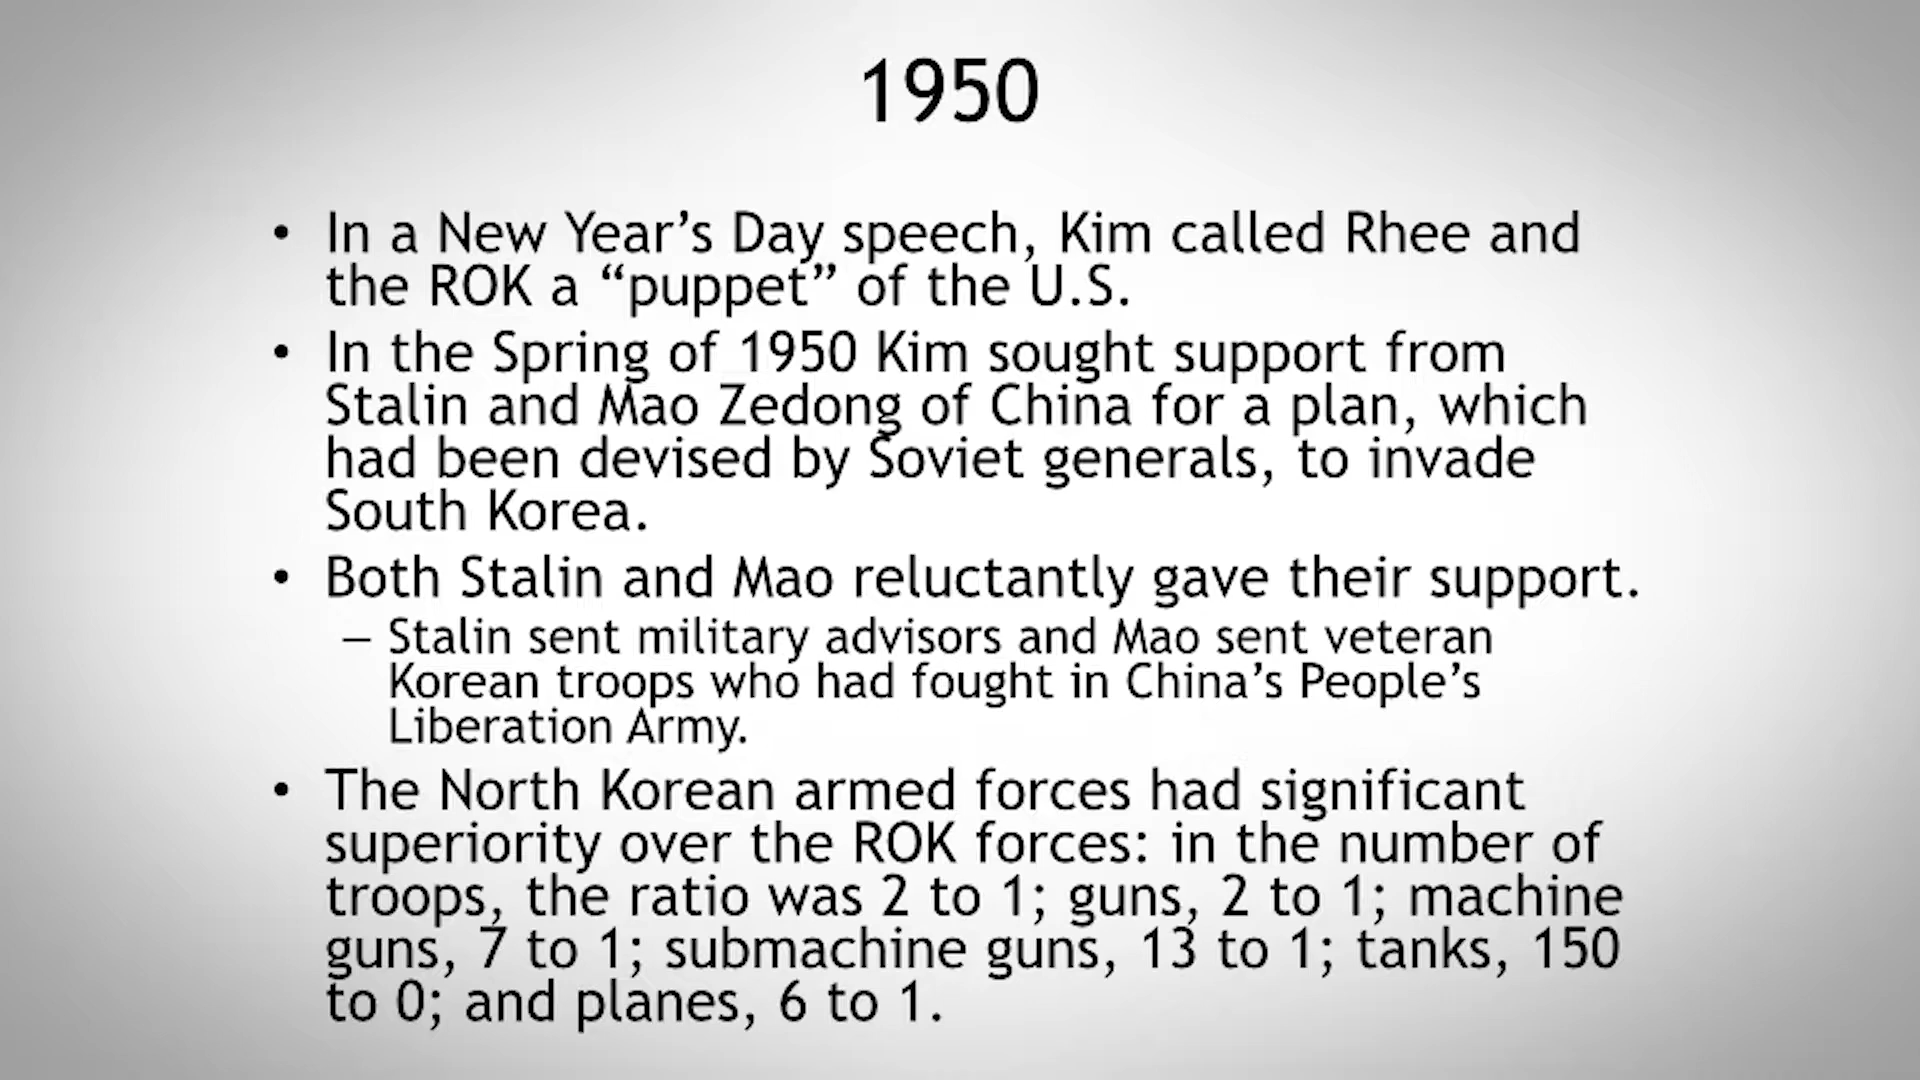 1950
• In a New Year’s Day speech, Kim called Rhee and
the ROK a “puppet” of the U.S.
• In the Spring of 1950 Kim sought support from
Stalin and Mao Zedong of China for a plan, which
had been devised by Soviet generals, to invade
South Korea.
• Both Stalin and Mao reluctantly gave their support.
– Stalin sent military advisors and Mao sent veteran
Korean troops who had fought in China’s People’s
Liberation Army.
• The North Korean armed forces had significant
superiority over the ROK forces: in the number of
troops, the ratio was 2 to 1; guns, 2 to 1; machine
guns, 7 to 1; submachine guns, 13 to 1; tanks, 150
to 0; and planes, 6 to 1.